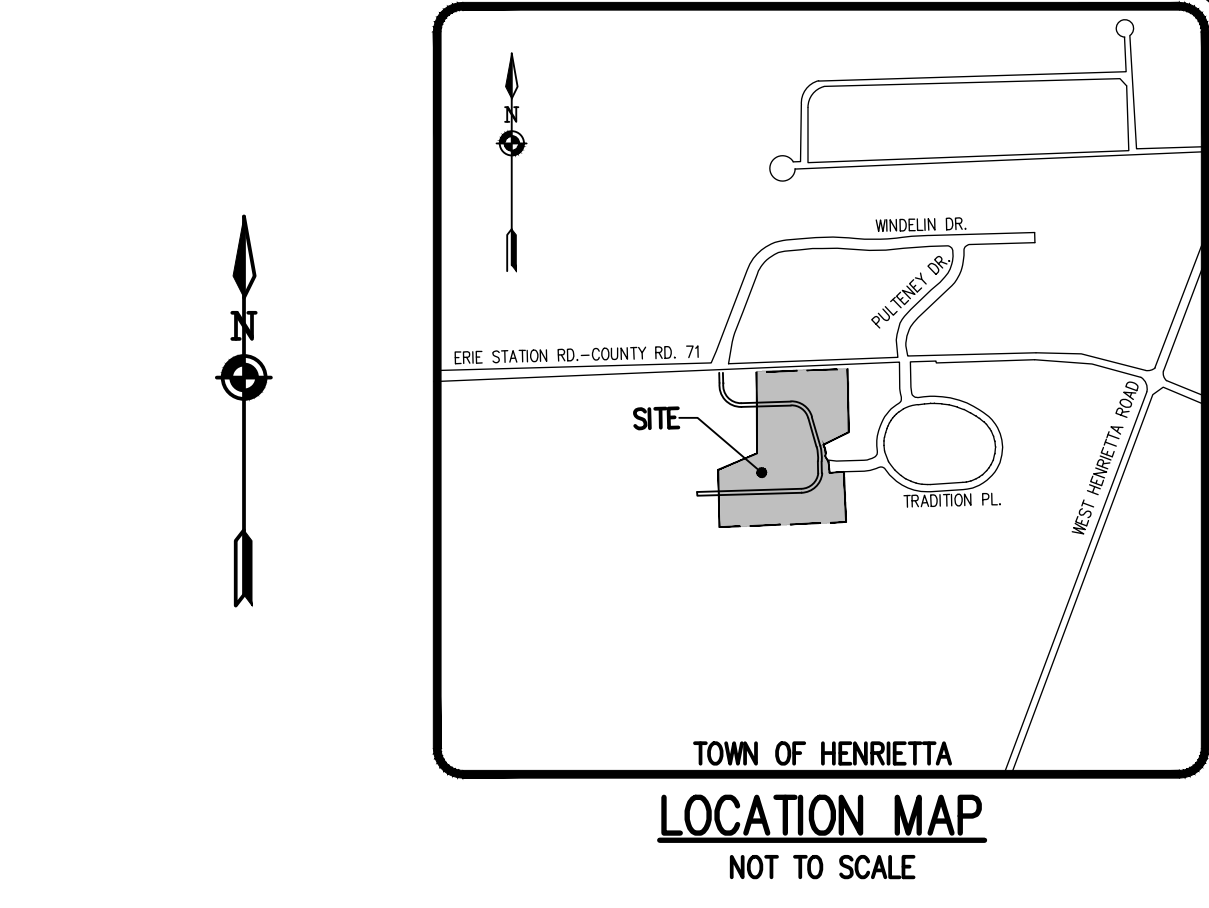 N
N
WINDELIN DR.
PULTENEY DR.
ERIE STATION RD.-COUNTY RD. 71
SITE
WEST HENRIETTA ROAD
TRADITION PL.
TOWN OF HENRIETTA
LOCATION MAP
NOT TO SCALE